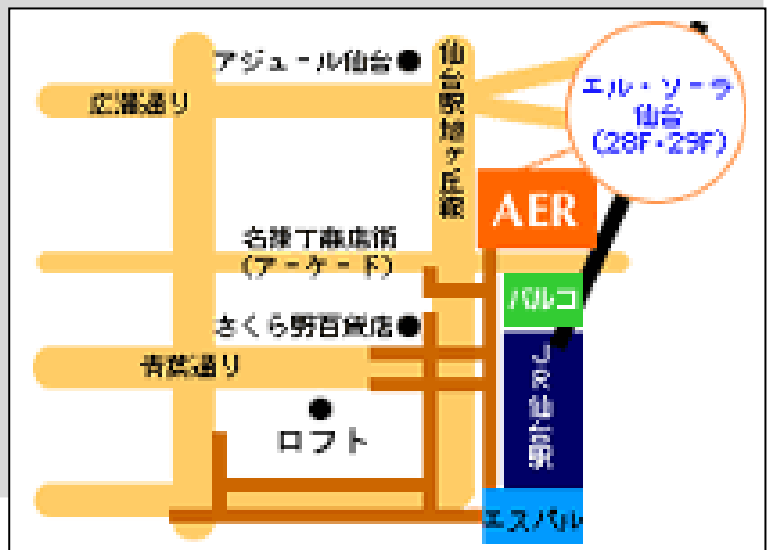 アジュール仙台
仙台駅旭ヶ丘線
エル・ソーラ
仙台
(28F・29F)
広瀬通り
AER
名掛丁商店街
(アーケード)
パルコ
さくら野百貨店
青葉通り
JR仙台駅
ロフト
エスパル